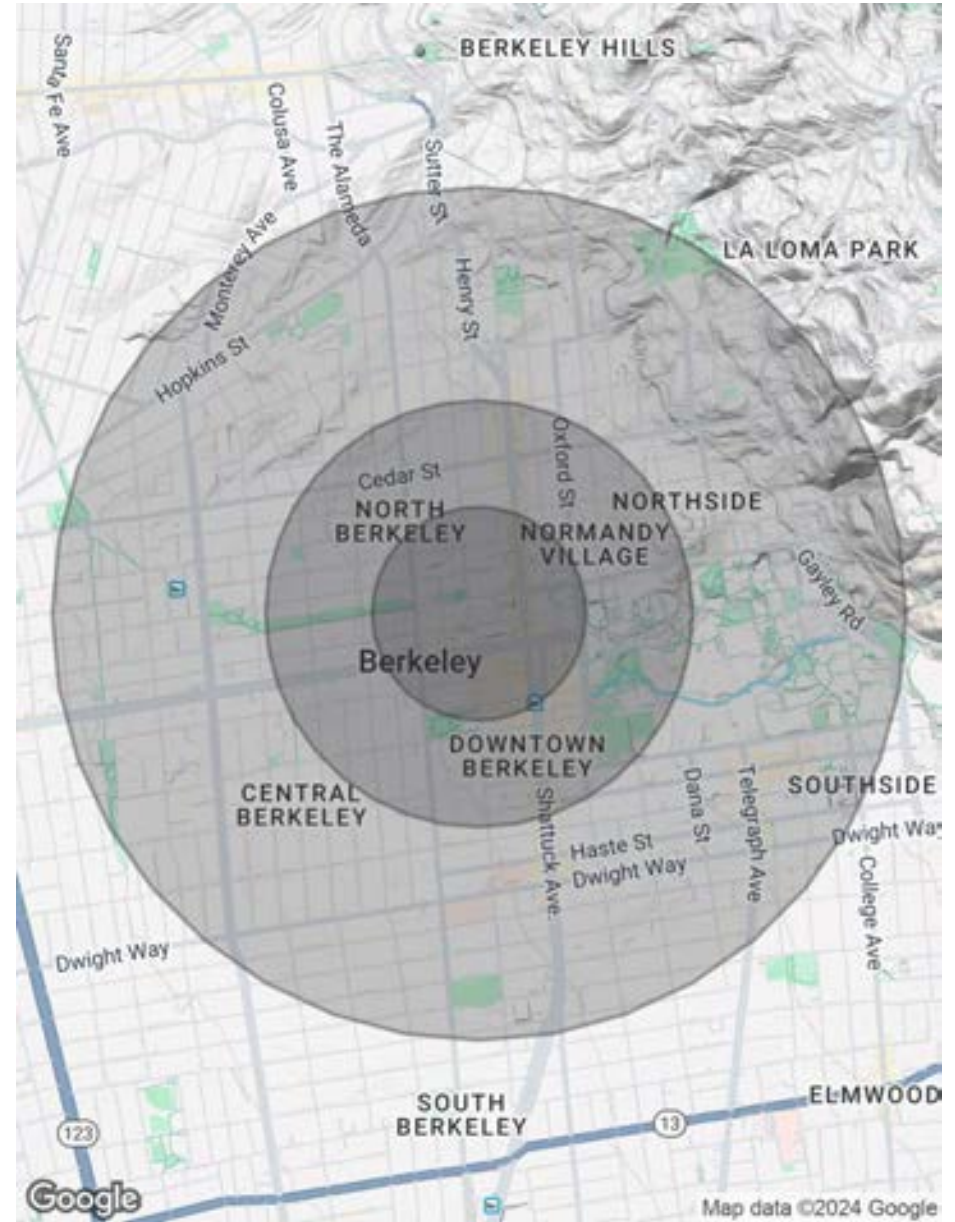 BERKELEY HILLS
Santa Fe Ave
Colusa Ave
The Alameda
Sutter St
Monterey Ave
LA LOMA PARK
Henry St
Hopkins St
Oxford St
Cedar St
NORTH
BERKELEY
NORTHSIDE
NORMANDY
VILLAGE
Gayley Rd
Berkeley
DOWNTOWN
BERKELEY
CENTRAL
BERKELEY
SOUTHSIDE
Shattuck Ave
Dana St
Telegraph Ave
Dwight Way
Haste St
Dwight Way
College Ave
Dwight Way
SOUTH
BERKELEY
ELMWOOD
123
13
Google
Map data ©2024 Google